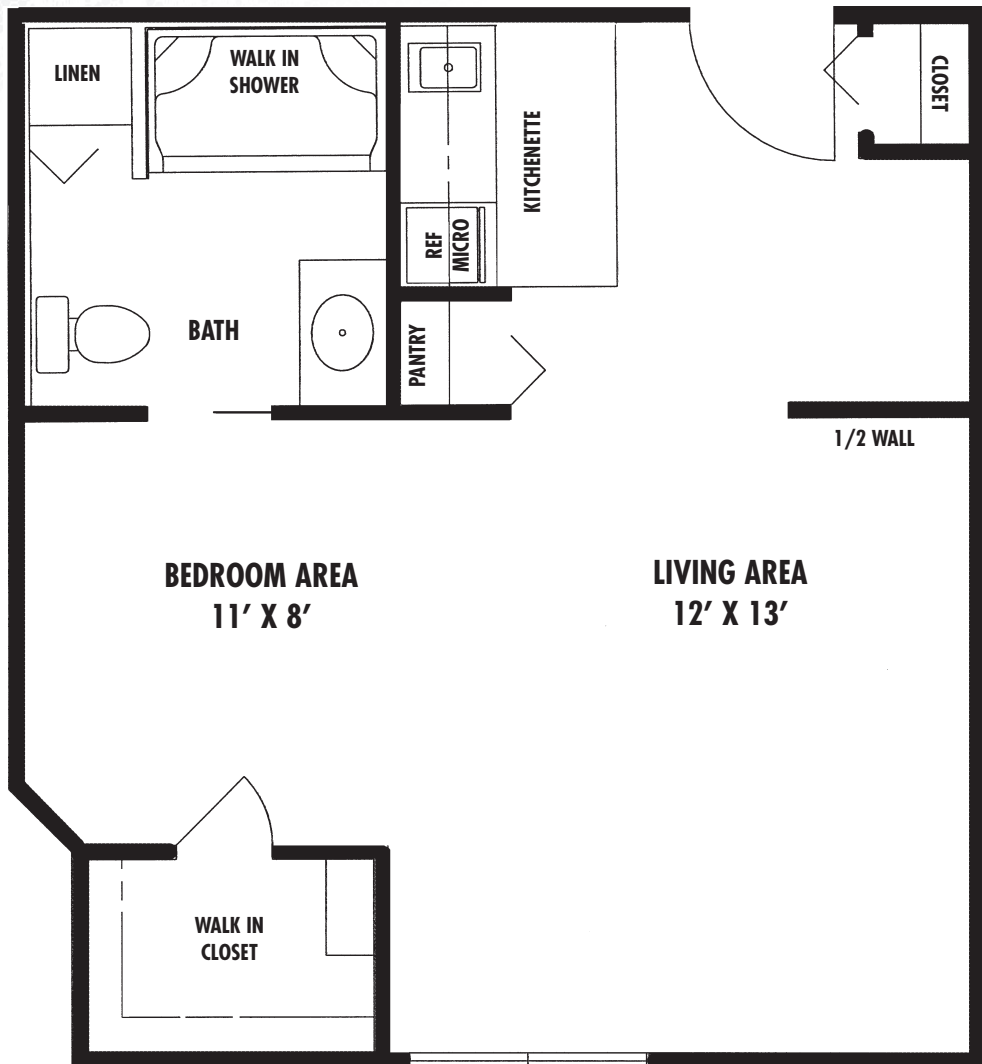 LINEN
WALK IN
SHOWER
KITCHENETTE
CLOSET
REF
MICRO
BATH
PANTRY
1/2 WALL
BEDROOM AREA
11′ X 8′
LIVING AREA
12′ X 13′
WALK IN
CLOSET